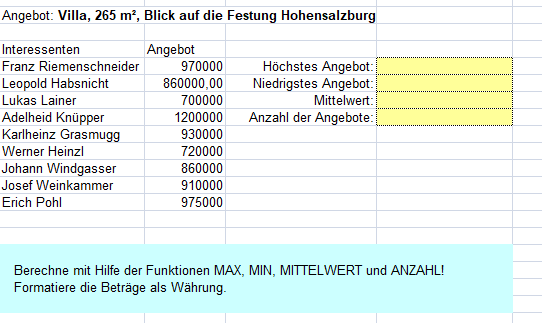 Angebot: Villa, 265 m², Blick auf die Festung Hohensalzburg
Interessenten Angebot
Franz Riemenschneider 970000 Höchstes Angebot:
Leopold Habsnicht 860000,00 Niedrigstes Angebot:
Lukas Lainer 700000 Mittelwert:
Adelheid Knüpper 1200000 Anzahl der Angebote:
Karlheinz Grasmugg 930000
Werner Heinzl 720000
Johann Windgasser 860000
Josef Weinkammer 910000
Erich Pohl 975000
Berechne mit Hilfe der Funktionen MAX, MIN, MITTELWERT und ANZAHL!
Formatiere die Beträge als Währung.